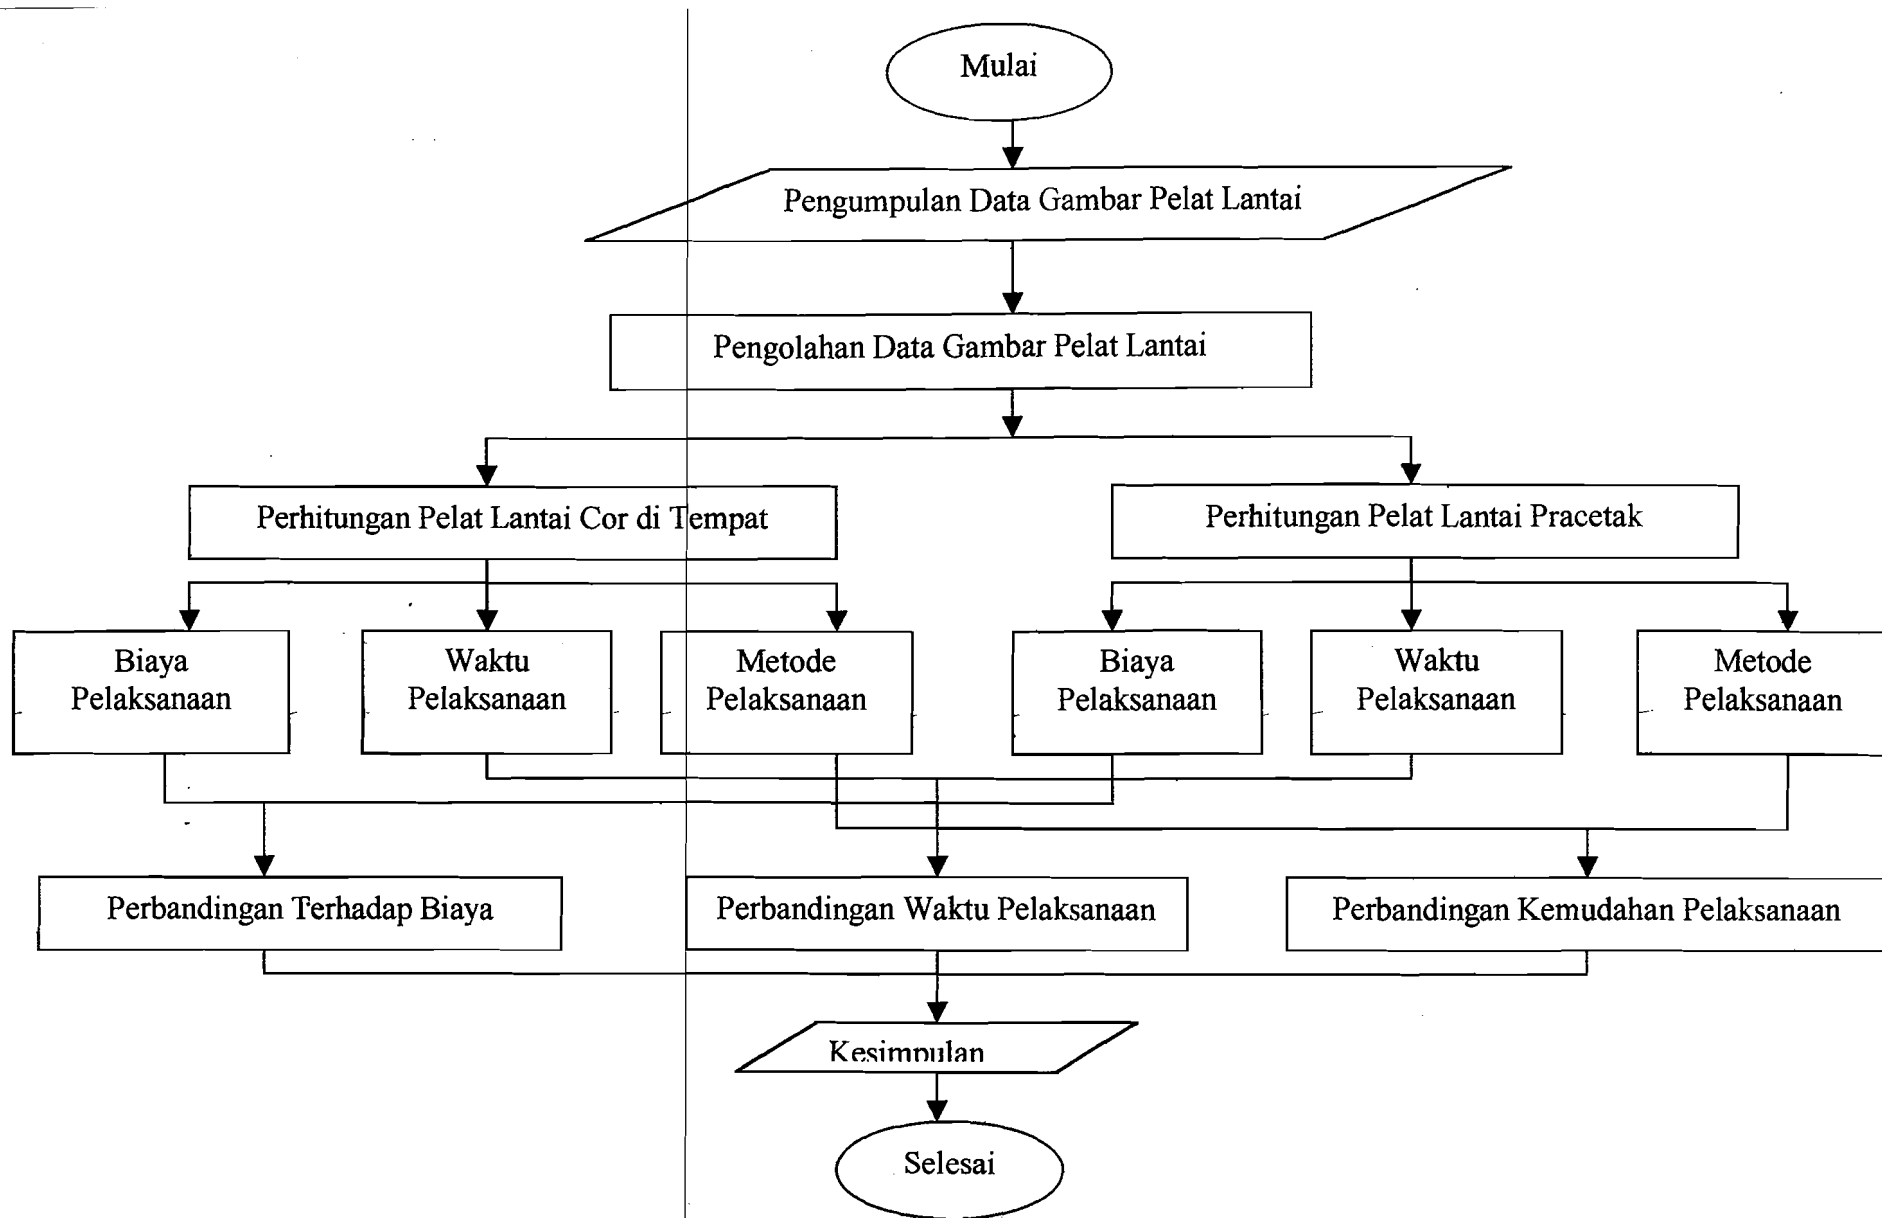 Mulai
Pengumpulan Data Gambar Pelat Lantai
Pengolahan Data Gambar Pelat Lantai
Perhitungan Pelat Lantai Cor di Tempat
Perhitungan Pelat Lantai Pracetak
Biaya
Pelaksanaan
Waktu
Pelaksanaan
Metode
Pelaksanaan
Biaya
Pelaksanaan
Waktu
Pelaksanaan
Metode
Pelaksanaan
Perbandingan Terhadap Biaya
Perbandingan Waktu Pelaksanaan
Perbandingan Kemudahan Pelaksanaan
Kesimpulan
Selesai